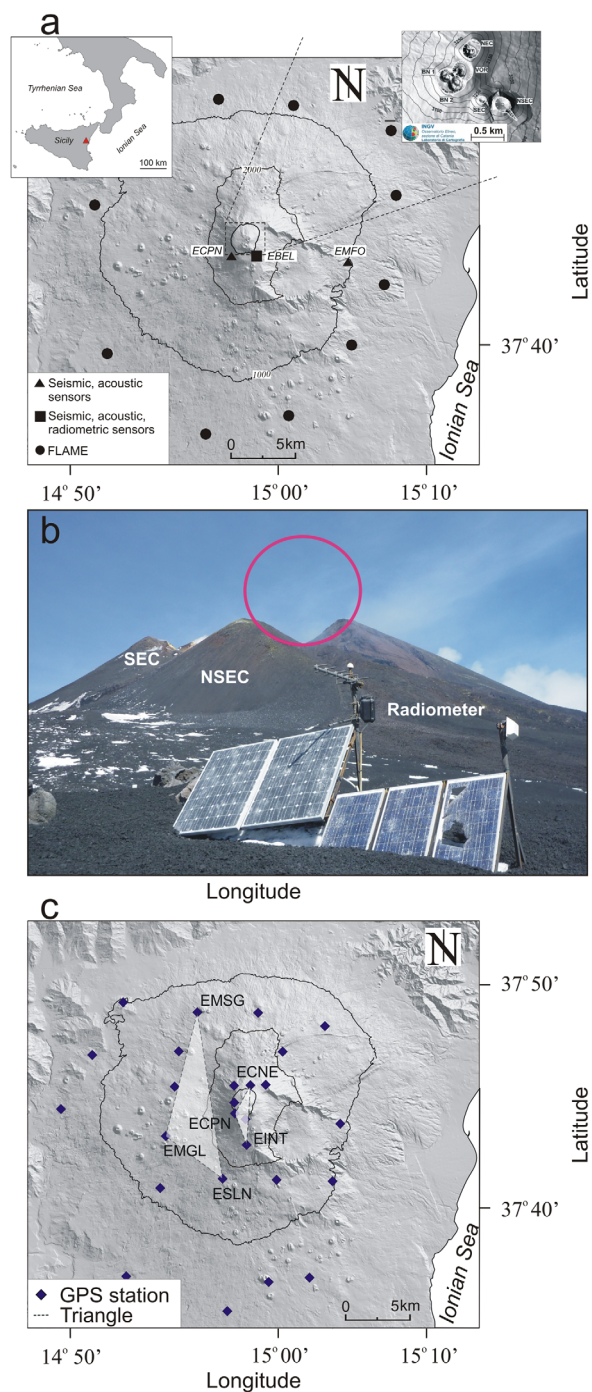 a
Tyrrhenian Sea
Sicily
Ionian Sea
100 km
N
NEC
VOR
BN 1
BN 2
SEC
NSEC
INGV
0.5 km
2000
ECPN
EBEL
EMFO
1000
Latitude
37° 40'
Ionian Sea
Seismic, acoustic
sensors
Seismic, acoustic,
radiometric sensors
FLAME
0 5km
14° 50' 15° 00' 15° 10'
b
SEC
NSEC
Radiometer
Longitude
c
N
37° 50'
EMSG
ECNE
ECPN
EINT
EMGL
ESLN
Latitude
37° 40'
Ionian Sea
GPS station
Triangle
0 5km
14° 50' 15° 00' 15° 10'
Longitude